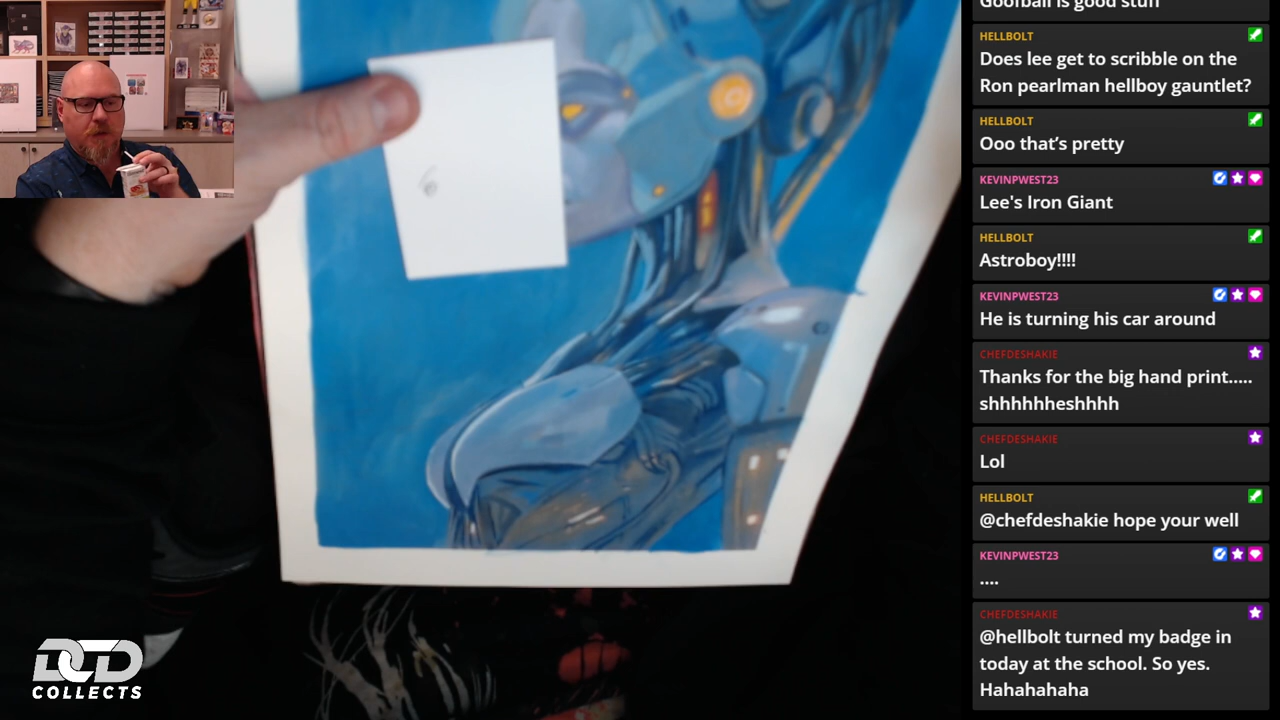 Goofball is good stuff
HELLBOLT
Does lee get to scribble on the
Ron pearlman hellboy gauntlet?
HELLBOLT
Ooo that's pretty
KEVINPWEST23
Lee's Iron Giant
HELLBOLT
Astroboy!!!!
KEVINPWEST23
He is turning his car around
CHEFDESHAKIE
Thanks for the big hand print.....
shhhhhheshhhh
CHEFDESHAKIE
Lol
HELLBOLT
@chefdeshakie hope your well
KEVINPWEST23
....
CHEFDESHAKIE
@hellbolt turned my badge in
today at the school. So yes.
Hahahahaha
DCD
COLLECTS